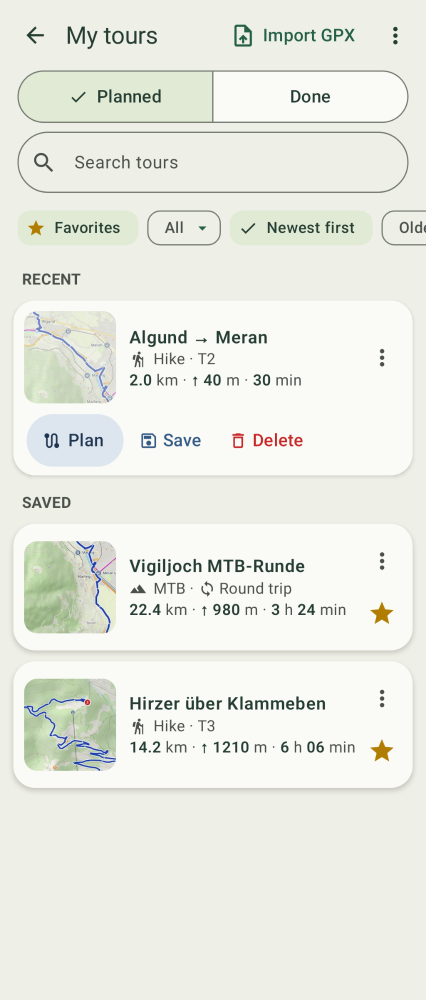 My tours
Import GPX
Planned
Done
Search tours
Favorites
All
Newest first
Olde
RECENT
Algund → Meran
Hike · T2
2.0 km · ↑ 40 m · 30 min
Plan
Save
Delete
SAVED
Vigiljoch MTB-Runde
MTB · Round trip
22.4 km · ↑ 980 m · 3 h 24 min
Hirzer über Klammeben
Hike · T3
14.2 km · ↑ 1210 m · 6 h 06 min